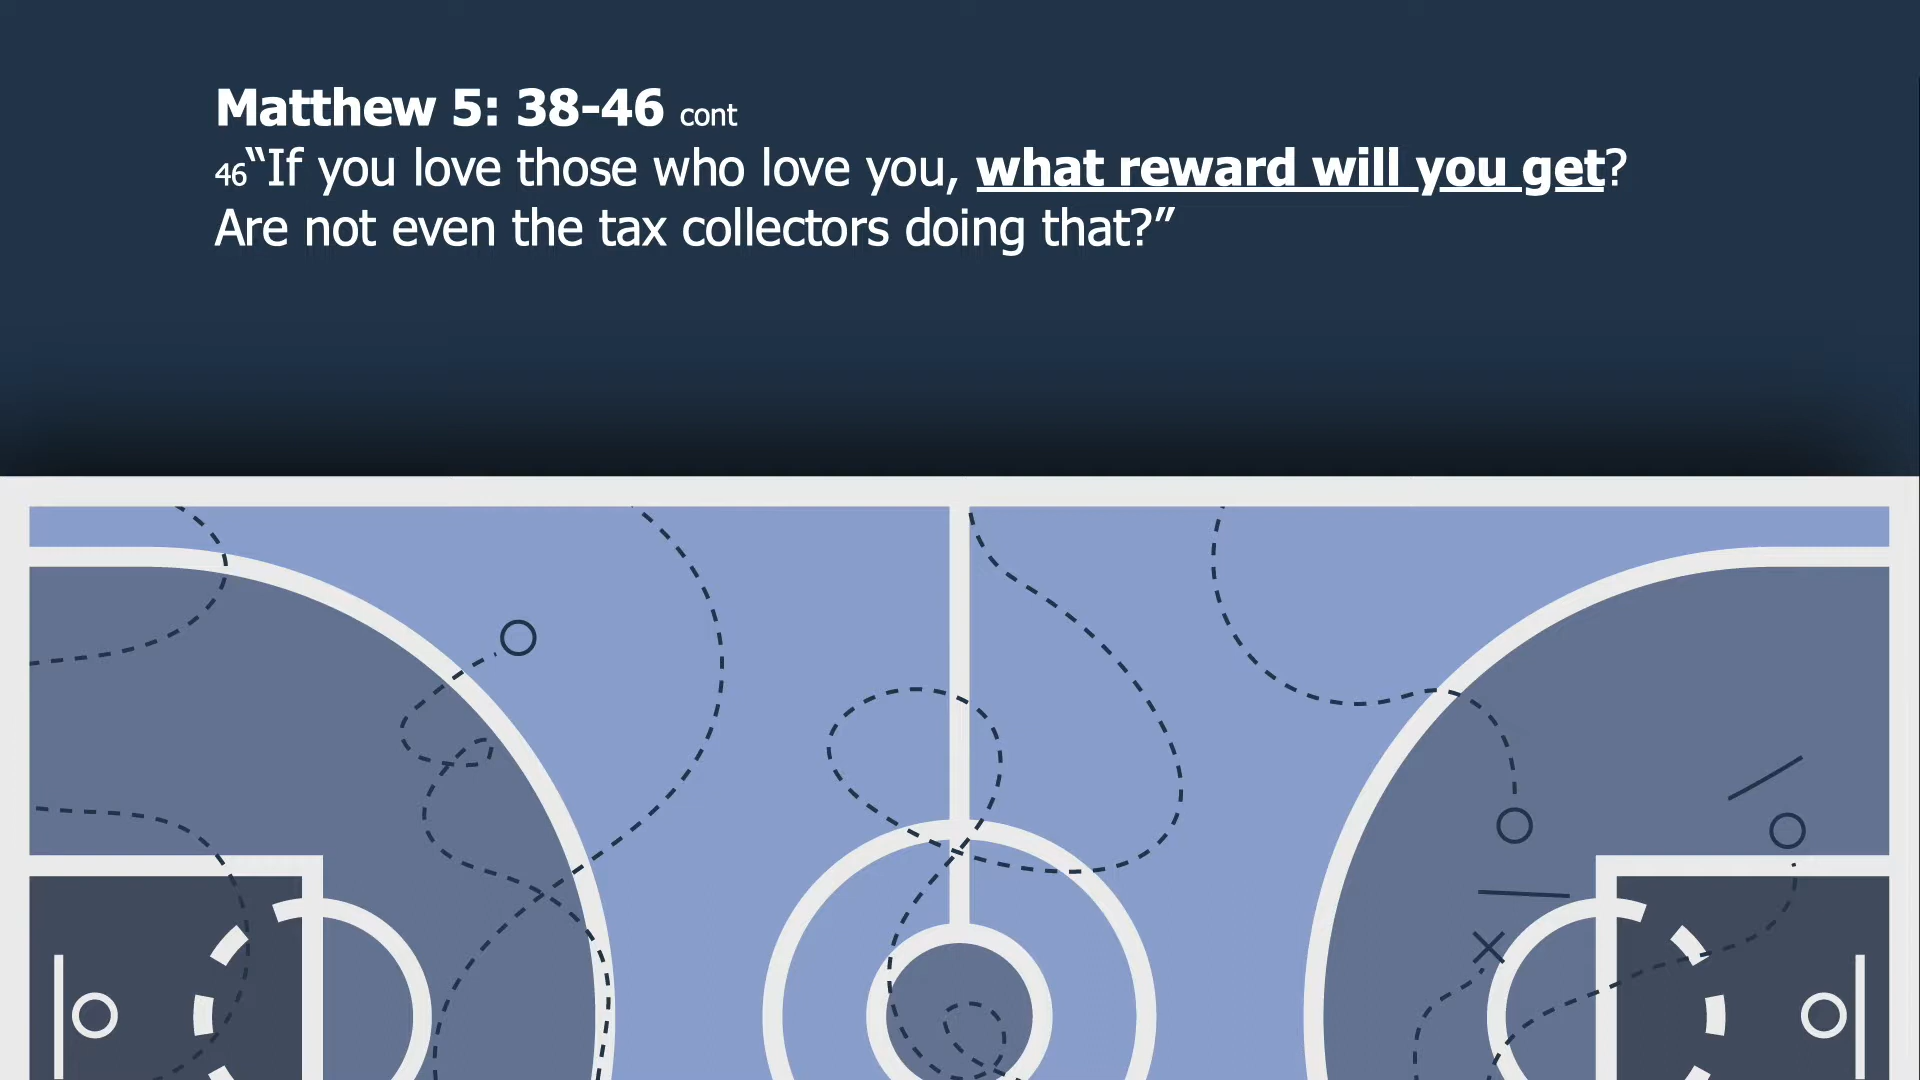 Matthew 5: 38-46 cont
46“If you love those who love you, what reward will you get?
Are not even the tax collectors doing that?”